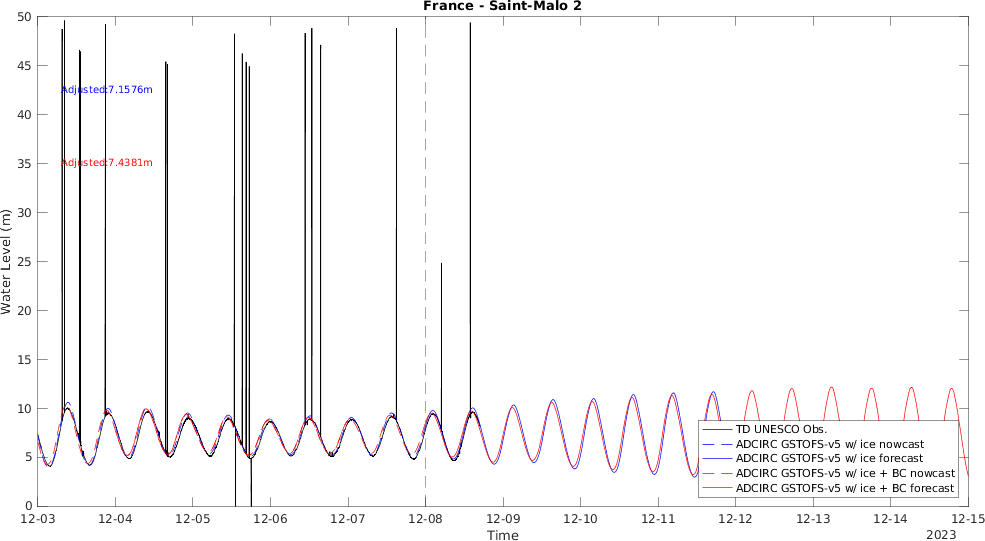 France - Saint-Malo 2
Water Level (m)
50
45
40
35
30
25
20
15
10
5
0
Adjusted:7.1576m
Adjusted:7.4381m
TD UNESCO Obs.
ADCIRC GSTOFS-v5 w/ ice nowcast
ADCIRC GSTOFS-v5 w/ ice forecast
ADCIRC GSTOFS-v5 w/ ice + BC nowcast
ADCIRC GSTOFS-v5 w/ ice + BC forecast
12-03 12-04 12-05 12-06 12-07 12-08 12-09 12-10 12-11 12-12 12-13 12-14 12-15
Time
2023